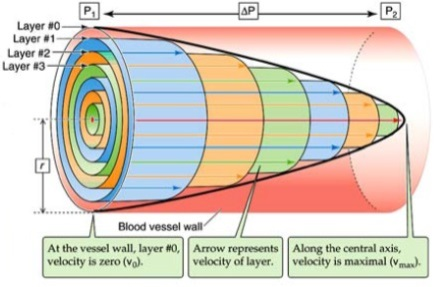 P1 ΔP P2
Layer #0
Layer #1
Layer #2
Layer #3
r
Blood vessel wall
At the vessel wall, layer #0,
velocity is zero (v0).
Arrow represents
velocity of layer.
Along the central axis,
velocity is maximal (vmax).